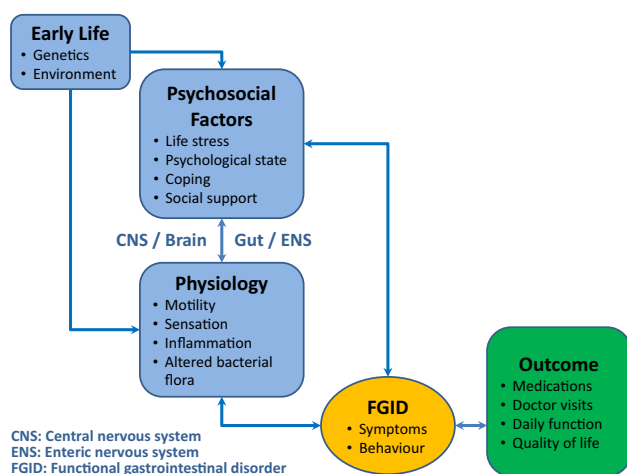 Early Life
• Genetics
• Environment
Psychosocial
Factors
• Life stress
• Psychological state
• Coping
• Social support
CNS / Brain Gut / ENS
Physiology
• Motility
• Sensation
• Inflammation
• Altered bacterial
flora
FGID
• Symptoms
• Behaviour
Outcome
• Medications
• Doctor visits
• Daily function
• Quality of life
CNS: Central nervous system
ENS: Enteric nervous system
FGID: Functional gastrointestinal disorder